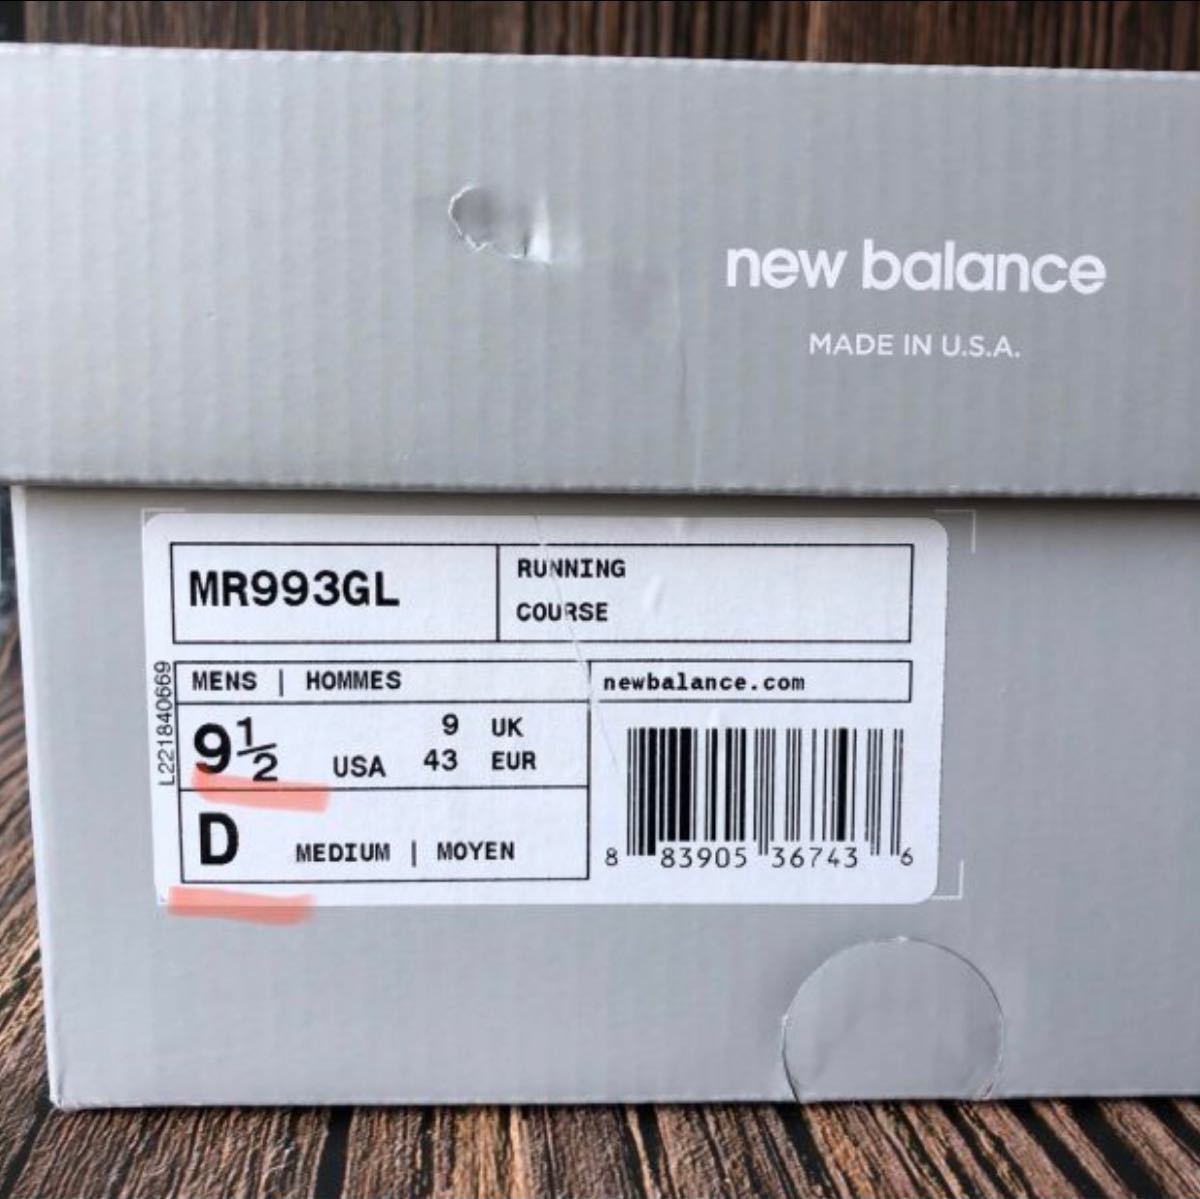 new balance
MADE IN U.S.A.
MR993GL
RUNNING
COURSE
L221840669
MENS | HOMMES
newbalance.com
9½ USA
9 UK
43 EUR
D MEDIUM | MOYEN
8 83905 36743 6